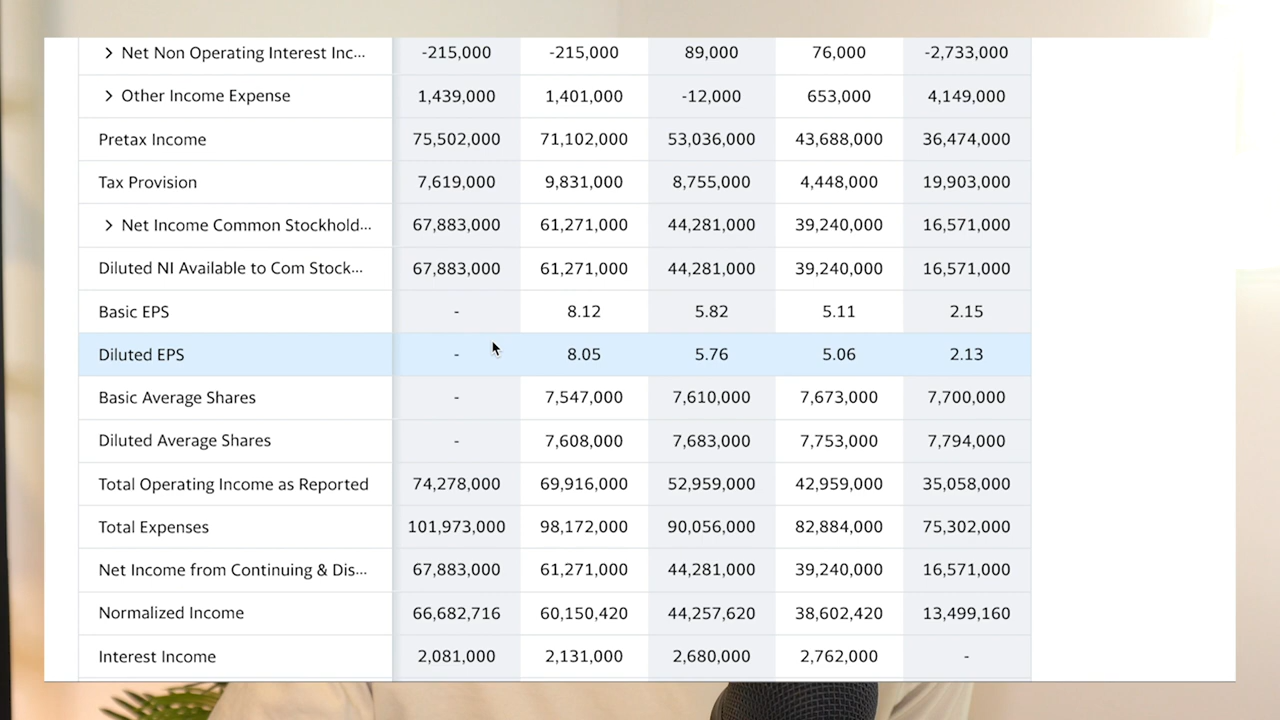 Net Non Operating Interest Inc... -215,000 -215,000 89,000 76,000 -2,733,000
Other Income Expense 1,439,000 1,401,000 -12,000 653,000 4,149,000
Pretax Income 75,502,000 71,102,000 53,036,000 43,688,000 36,474,000
Tax Provision 7,619,000 9,831,000 8,755,000 4,448,000 19,903,000
Net Income Common Stockhold... 67,883,000 61,271,000 44,281,000 39,240,000 16,571,000
Diluted NI Available to Com Stock... 67,883,000 61,271,000 44,281,000 39,240,000 16,571,000
Basic EPS - 8.12 5.82 5.11 2.15
Diluted EPS - 8.05 5.76 5.06 2.13
Basic Average Shares - 7,547,000 7,610,000 7,673,000 7,700,000
Diluted Average Shares - 7,608,000 7,683,000 7,753,000 7,794,000
Total Operating Income as Reported 74,278,000 69,916,000 52,959,000 42,959,000 35,058,000
Total Expenses 101,973,000 98,172,000 90,056,000 82,884,000 75,302,000
Net Income from Continuing & Dis... 67,883,000 61,271,000 44,281,000 39,240,000 16,571,000
Normalized Income 66,682,716 60,150,420 44,257,620 38,602,420 13,499,160
Interest Income 2,081,000 2,131,000 2,680,000 2,762,000 -